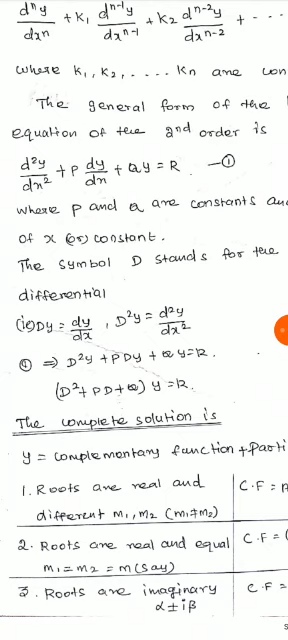 dⁿy/dxn + K₁ dⁿ⁻¹y/dxⁿ⁻¹ + K₂ dⁿ⁻²y/dxn-2 + ....
where K₁, K₂, ..... Kn are con
The general form of the
equation of the 2nd order is
d²y/dx² + P dy/dx + Qy = R. —①
where P and Q are constants an
of x (or) constant.
The symbol D stands for the
differential
(ie) Dy = dy/dx , D²y = d²y/dx²
① ⇒ D²y + PDy + Qy = R.
(D² + PD + Q) y = R.
The complete solution is
y = complementary function + Parti
1. Roots are real and different m₁, m₂ (m₁≠m₂)
C.F =
2. Roots are real and equal m₁ = m₂ = m (say)
C.F = (
3. Roots are imaginary α ± iβ
C.F =